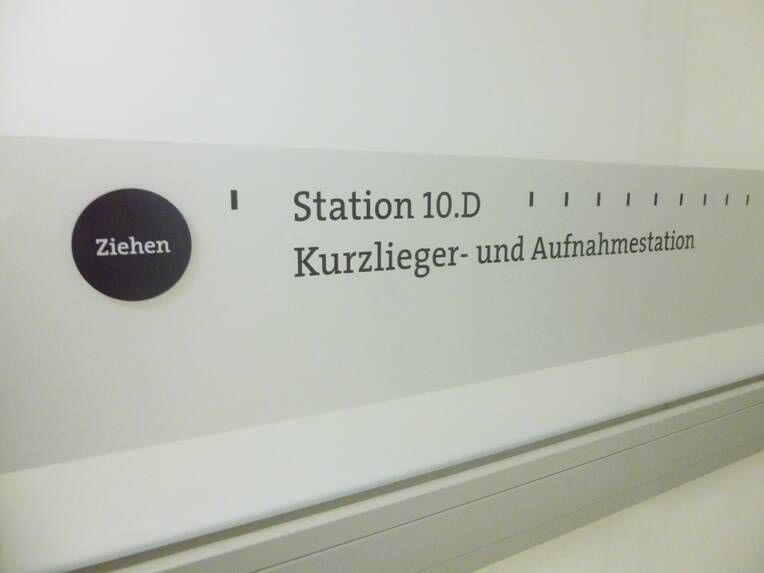 Ziehen
Station 10.D
Kurzlieger- und Aufnahmestation